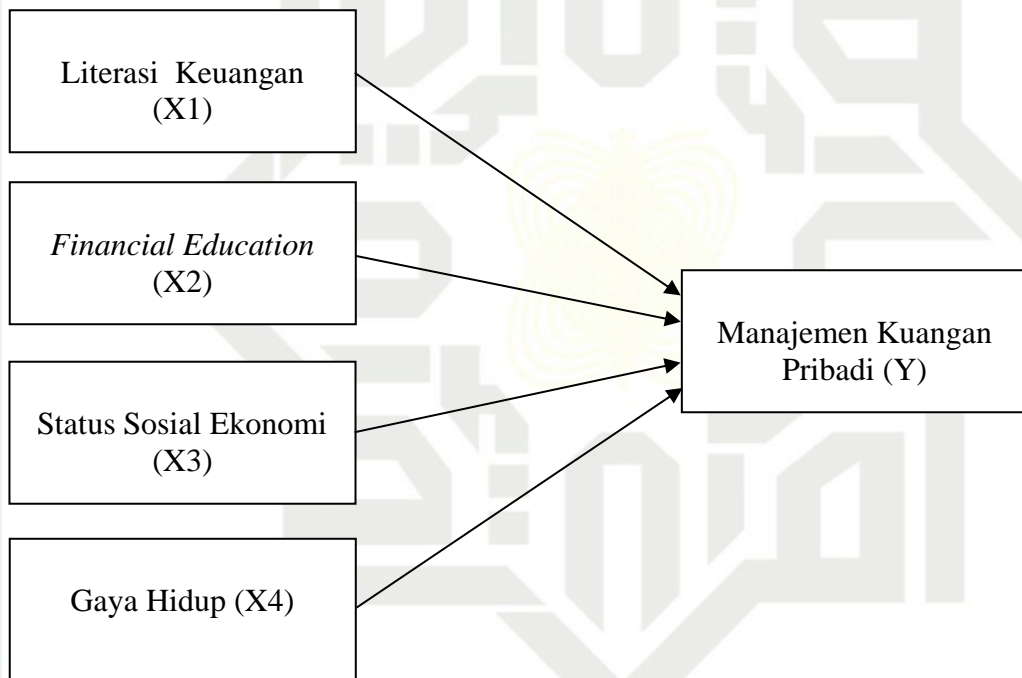 Literasi Keuangan
(X1)
Financial Education
(X2)
Manajemen Kuangan
Pribadi (Y)
Status Sosial Ekonomi
(X3)
Gaya Hidup (X4)